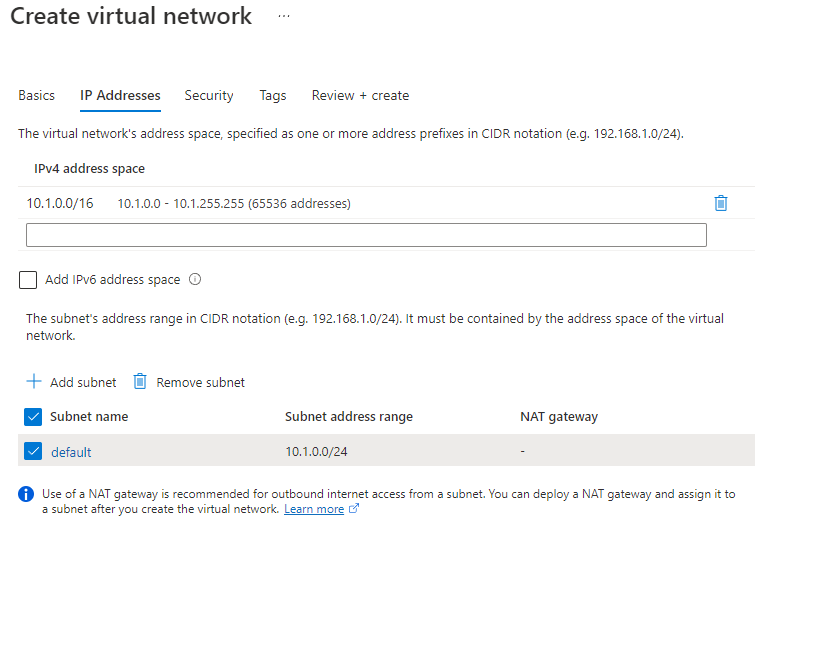 Create virtual network ...
Basics IP Addresses Security Tags Review + create
The virtual network's address space, specified as one or more address prefixes in CIDR notation (e.g. 192.168.1.0/24).
IPv4 address space
10.1.0.0/16 10.1.0.0 - 10.1.255.255 (65536 addresses)
Add IPv6 address space
The subnet's address range in CIDR notation (e.g. 192.168.1.0/24). It must be contained by the address space of the virtual
network.
Add subnet Remove subnet
Subnet name Subnet address range NAT gateway
default 10.1.0.0/24 -
Use of a NAT gateway is recommended for outbound internet access from a subnet. You can deploy a NAT gateway and assign it to
a subnet after you create the virtual network. Learn more